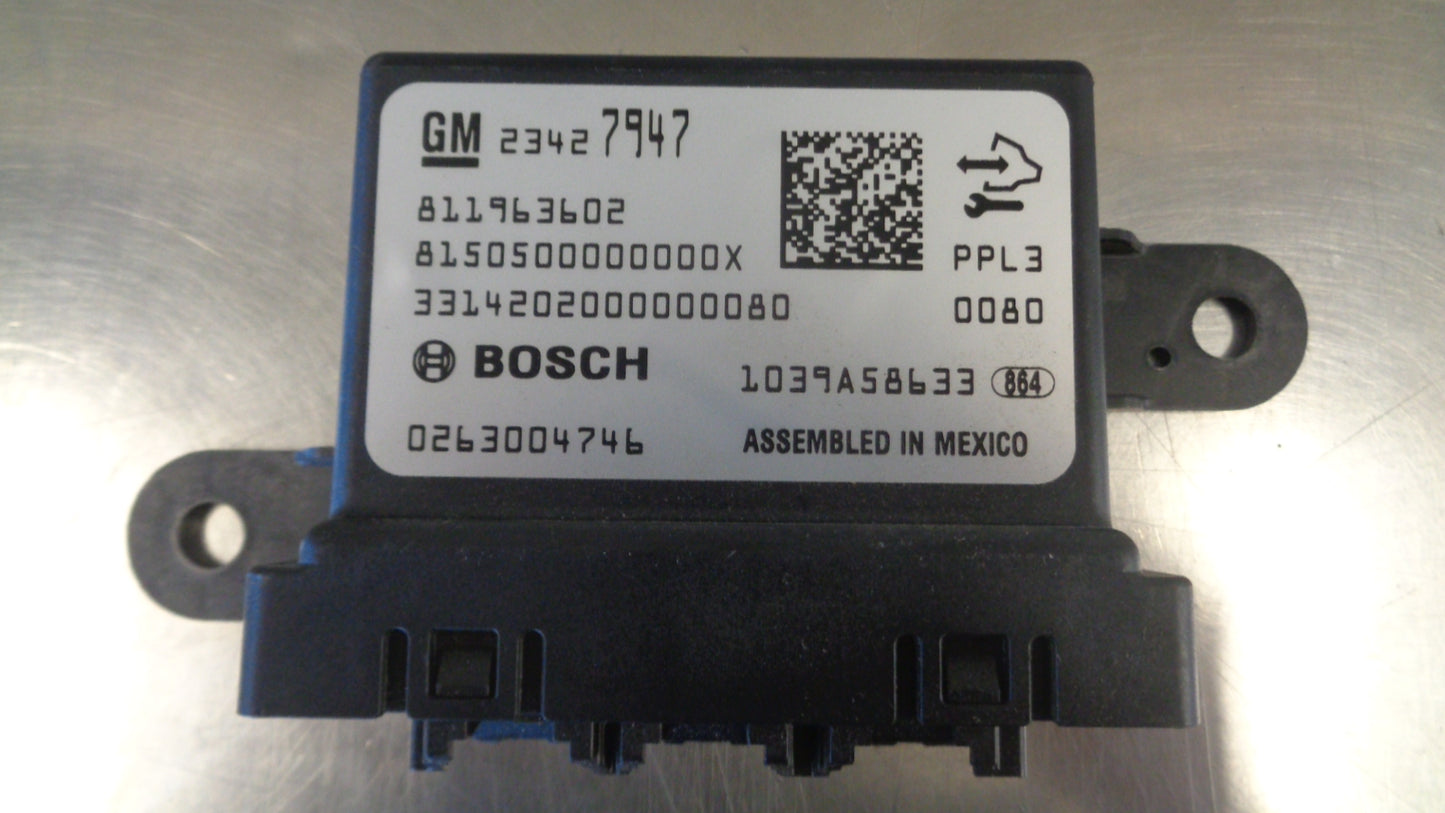 GM 23427947
811963602
8150500000000X
3314202000000080
PPL3
0080
BOSCH
1039A58633 864
0263004746
ASSEMBLED IN MEXICO